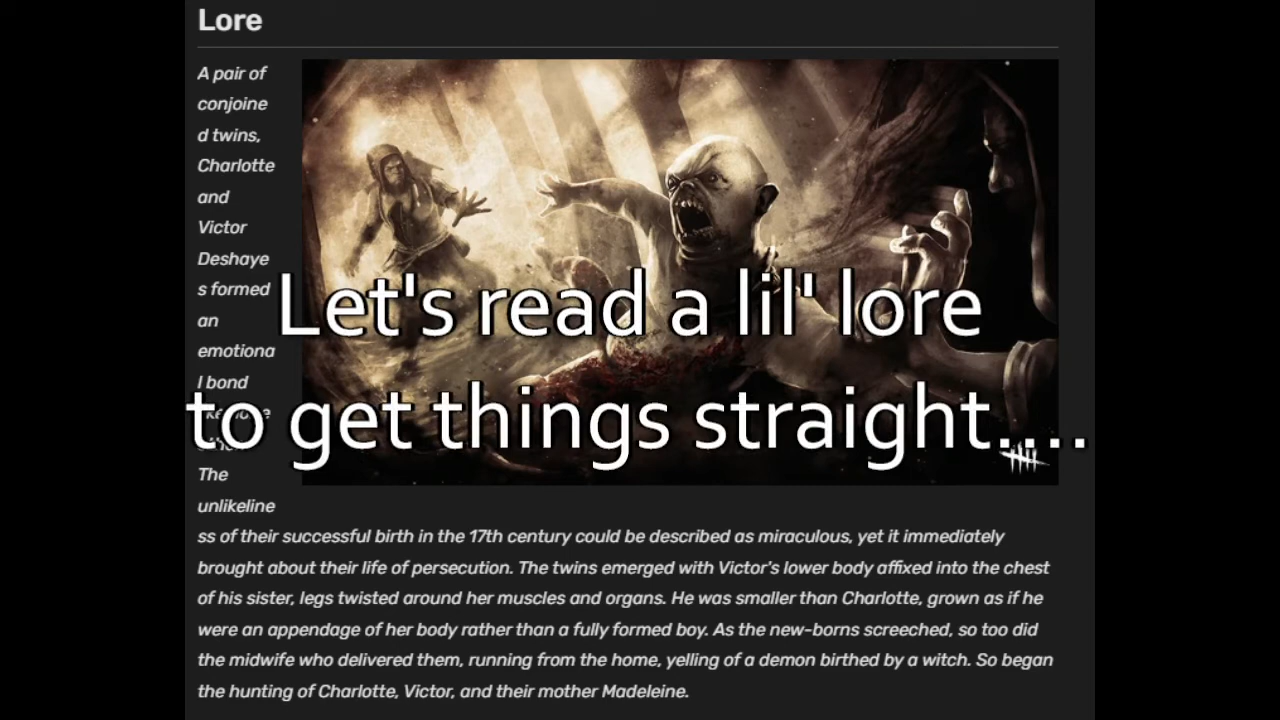 Lore
A pair of
conjoine
d twins,
Charlotte
and
Victor
Deshaye
s formed
an
emotiona
l bond
The
unlikeline
ss of their successful birth in the 17th century could be described as miraculous, yet it immediately
brought about their life of persecution. The twins emerged with Victor's lower body affixed into the chest
of his sister, legs twisted around her muscles and organs. He was smaller than Charlotte, grown as if he
were an appendage of her body rather than a fully formed boy. As the new-borns screeched, so too did
the midwife who delivered them, running from the home, yelling of a demon birthed by a witch. So began
the hunting of Charlotte, Victor, and their mother Madeleine.
Let's read a lil' lore
to get things straight....